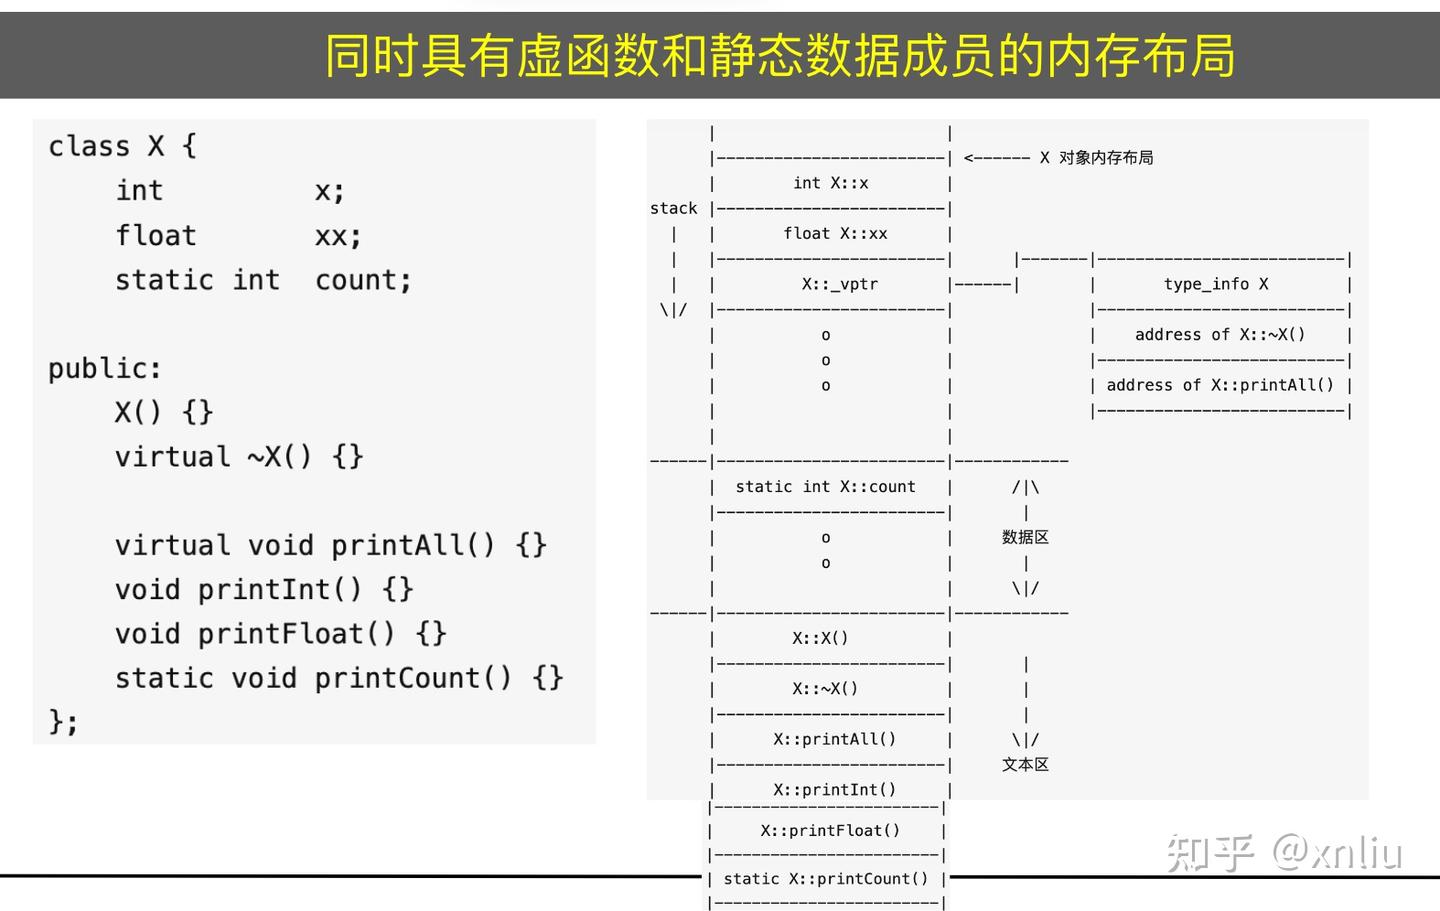 同时具有虚函数和静态数据成员的内存布局
class X {
int x;
float xx;
static int count;
public:
X() {}
virtual ~X() {}
virtual void printAll() {}
void printInt() {}
void printFloat() {}
static void printCount() {}
};
<------ X 对象内存布局
int X::x
stack
float X::xx
X::_vptr
type_info X
o
address of X::~X()
o
o
address of X::printAll()
static int X::count
o
数据区
o
X::X()
X::~X()
X::printAll()
文本区
X::printInt()
X::printFloat()
static X::printCount()
知乎 @xnliu